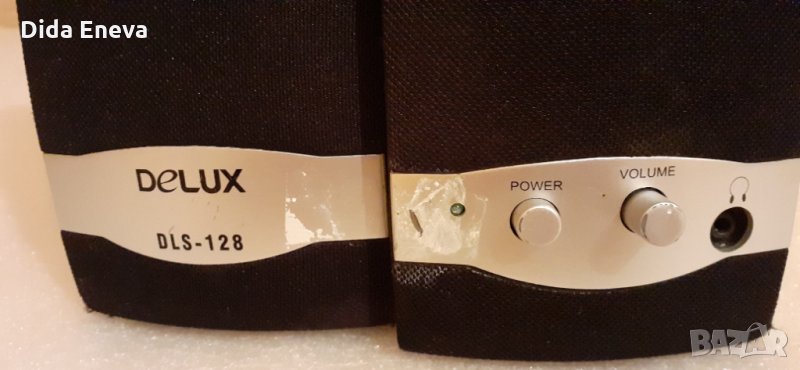 Dida Eneva
DeLUX
DLS-128
POWER
VOLUME
BAZAR